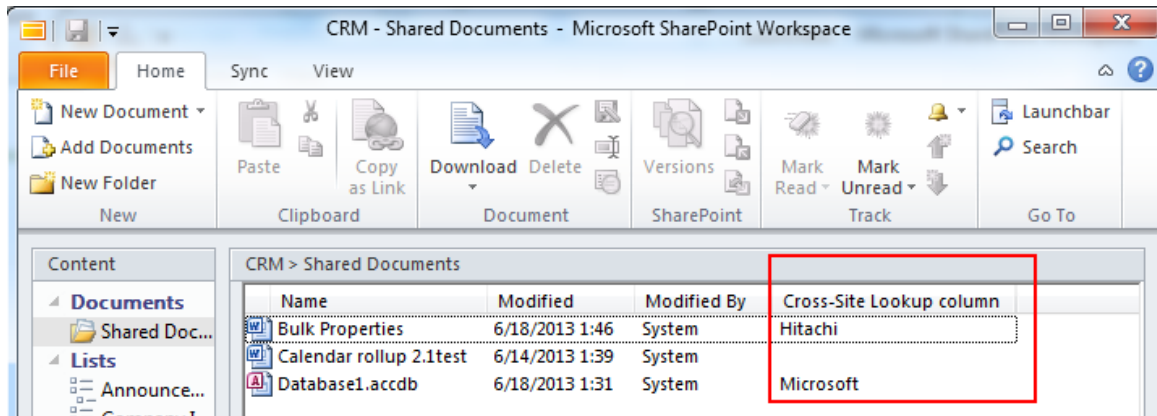 CRM - Shared Documents - Microsoft SharePoint Workspace
File Home Sync View
New Document
Add Documents
New Folder
New
Paste
Copy as Link
Clipboard
Download
Delete
Document
Versions
SharePoint
Mark Read
Mark Unread
Track
Launchbar
Search
Go To
Content
Documents
Shared Doc...
Lists
Announce...
CRM > Shared Documents
Name Modified Modified By Cross-Site Lookup column
Bulk Properties 6/18/2013 1:46 System Hitachi
Calendar rollup 2.1test 6/14/2013 1:39 System
Database1.accdb 6/18/2013 1:31 System Microsoft